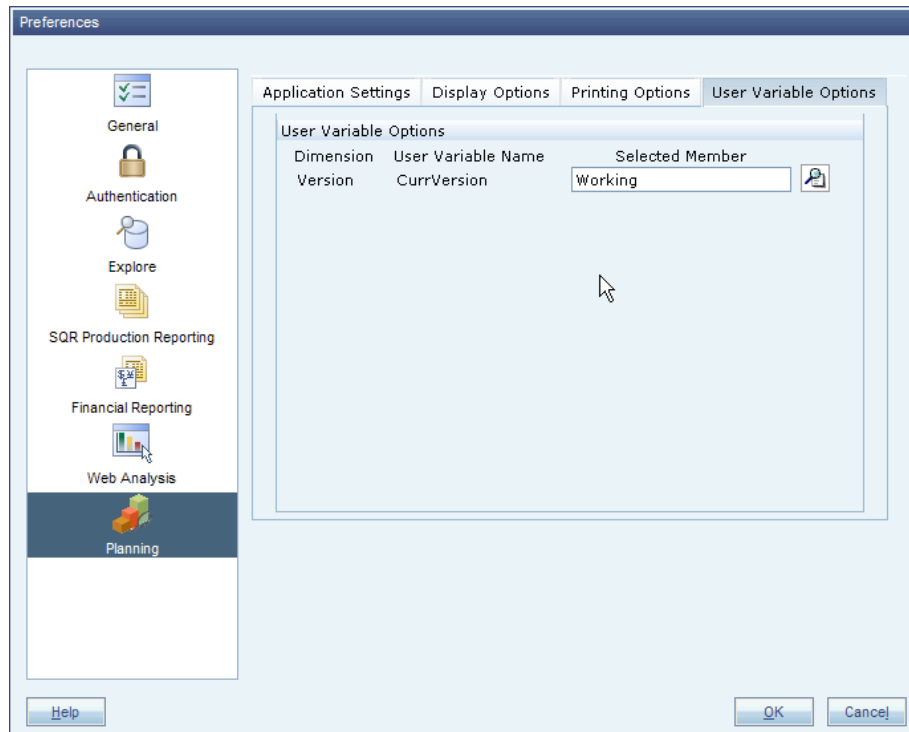 Preferences
General
Authentication
Explore
SQR Production Reporting
Financial Reporting
Web Analysis
Planning
Application Settings Display Options Printing Options User Variable Options
User Variable Options
Dimension User Variable Name Selected Member
Version CurrVersion Working
Help OK Cancel